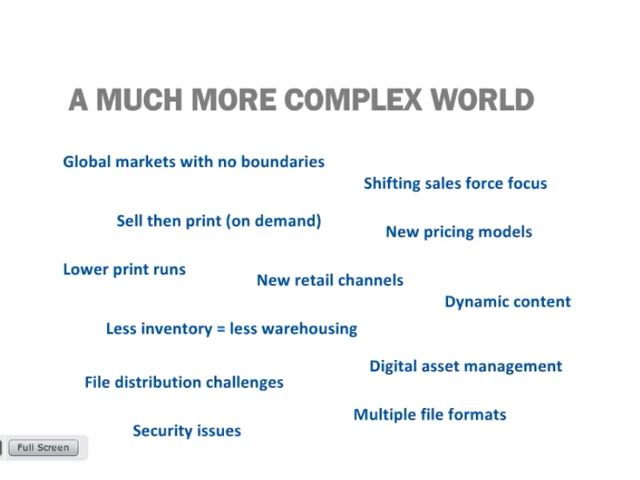 A MUCH MORE COMPLEX WORLD
Global markets with no boundaries
Shifting sales force focus
Sell then print (on demand)
New pricing models
Lower print runs
New retail channels
Dynamic content
Less inventory = less warehousing
Digital asset management
File distribution challenges
Multiple file formats
Security issues
Full Screen